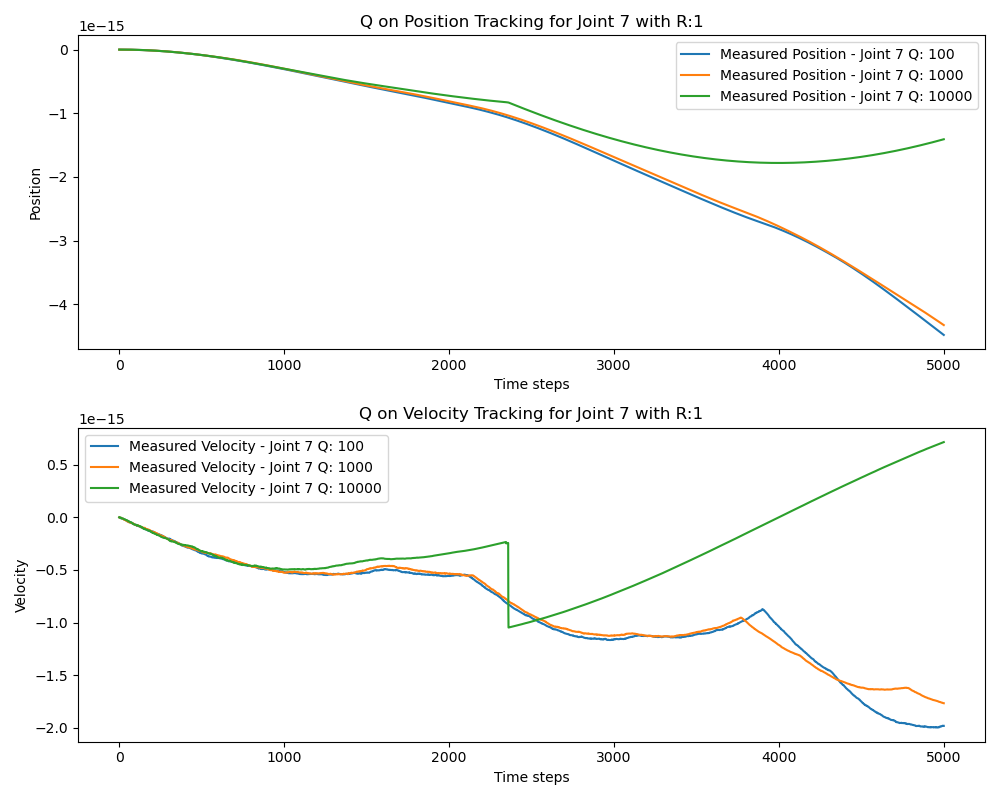 Q on Position Tracking for Joint 7 with R:1
1e−15
Measured Position - Joint 7 Q: 100
Measured Position - Joint 7 Q: 1000
Measured Position - Joint 7 Q: 10000
0
−1
−2
−3
−4
Position
0 1000 2000 3000 4000 5000
Time steps
Q on Velocity Tracking for Joint 7 with R:1
1e−15
Measured Velocity - Joint 7 Q: 100
Measured Velocity - Joint 7 Q: 1000
Measured Velocity - Joint 7 Q: 10000
0.5
0.0
−0.5
−1.0
−1.5
−2.0
Velocity
0 1000 2000 3000 4000 5000
Time steps